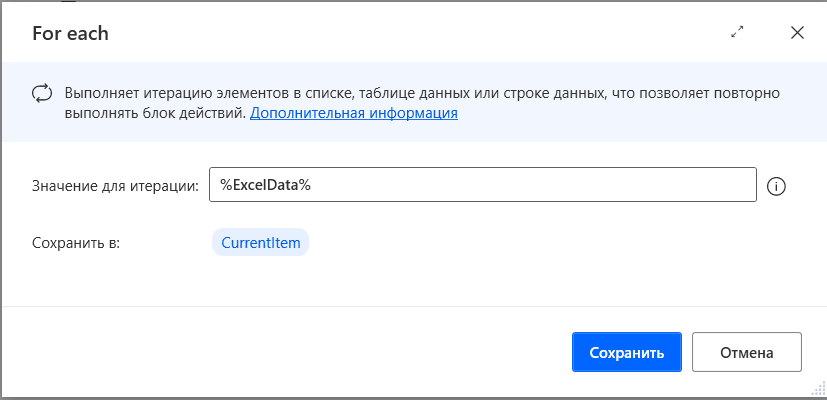 For each
Выполняет итерацию элементов в списке, таблице данных или строке данных, что позволяет повторно
выполнять блок действий. Дополнительная информация
Значение для итерации: %ExcelData%
Сохранить в: CurrentItem
Сохранить Отмена